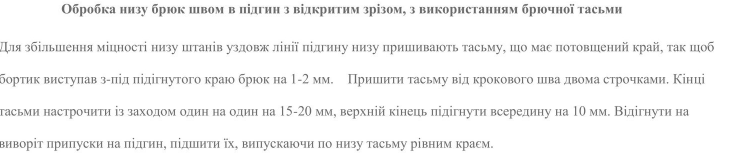 Обробка низу брюк швом в підгин з відкритим зрізом, з використанням брючної тасьми
Для збільшення міцності низу штанів уздовж лінії підгину низу пришивають тасьму, що має потовщений край, так щоб
бортик виступав з-під підігнутого краю брюк на 1-2 мм. Пришити тасьму від крокового шва двома строчками. Кінці
тасьми настрочити із заходом один на один на 15-20 мм, верхній кінець підігнути всередину на 10 мм. Відігнути на
виворіт припуски на підгин, підшити їх, випускаючи по низу тасьму рівним краєм.